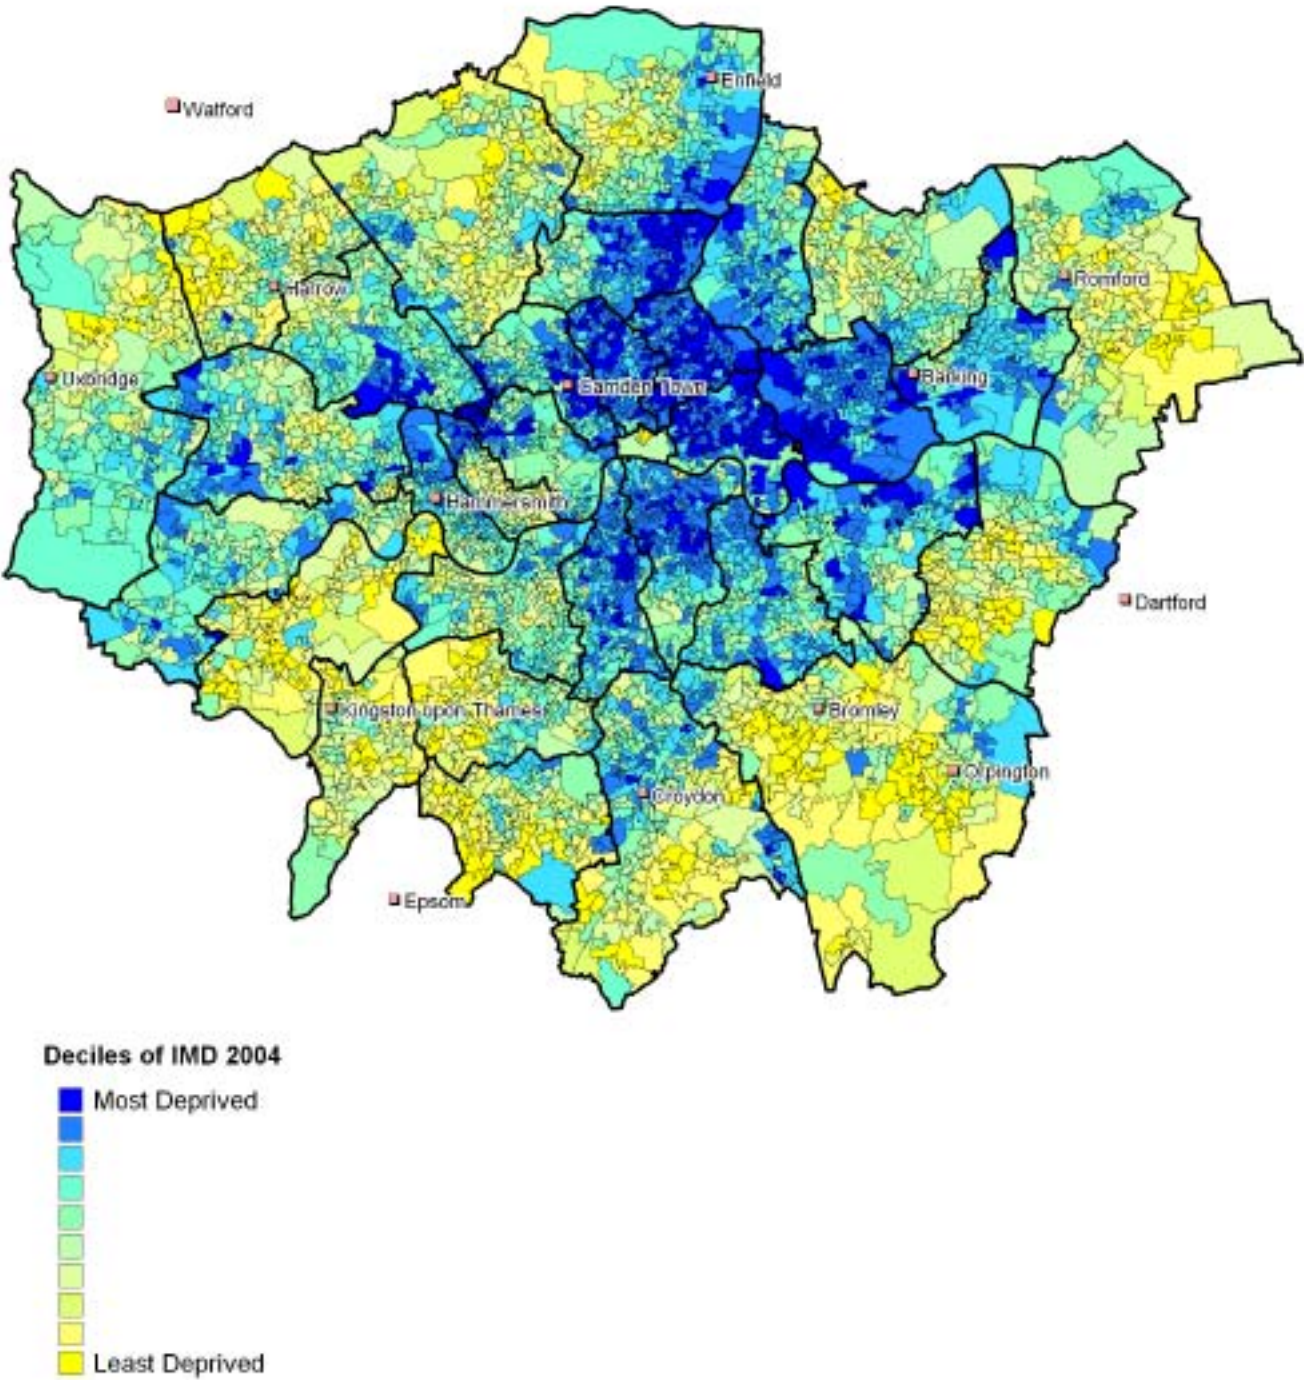 Enfield
Watford
Romford
Harrow
Uxbridge
Camden Town
Barking
Hammersmith
Dartford
Kingston upon Thames
Bromley
Orpington
Croydon
Epsom
Deciles of IMD 2004
Most Deprived
Least Deprived